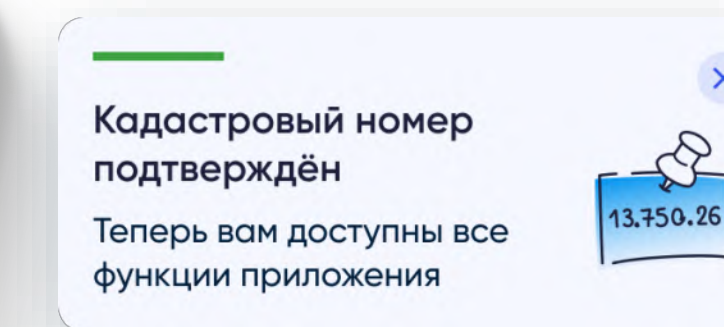 Кадастровый номер
подтверждён
Теперь вам доступны все
функции приложения
13.750.26